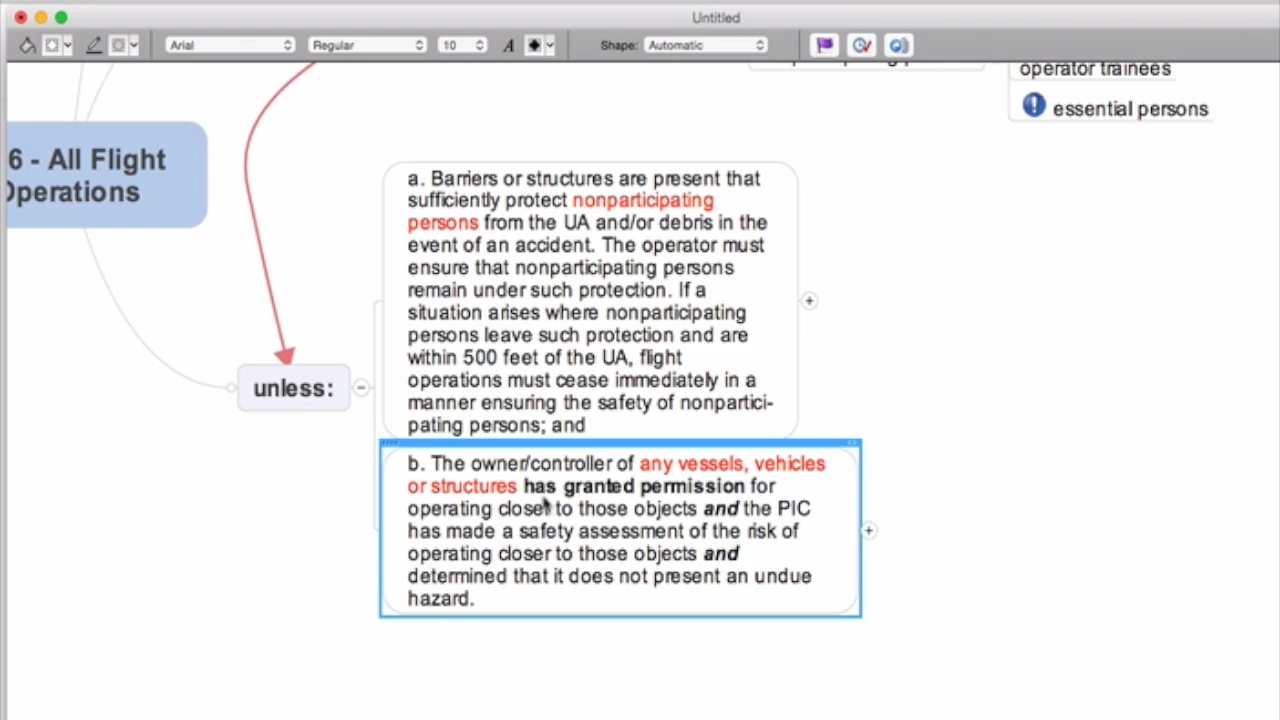 Untitled
Arial
Regular
10
A
Shape: Automatic
operator trainees
essential persons
6 - All Flight
Operations
unless:
a. Barriers or structures are present that
sufficiently protect nonparticipating
persons from the UA and/or debris in the
event of an accident. The operator must
ensure that nonparticipating persons
remain under such protection. If a
situation arises where nonparticipating
persons leave such protection and are
within 500 feet of the UA, flight
operations must cease immediately in a
manner ensuring the safety of nonpartici-
pating persons; and
b. The owner/controller of any vessels, vehicles
or structures has granted permission for
operating closer to those objects and the PIC
has made a safety assessment of the risk of
operating closer to those objects and
determined that it does not present an undue
hazard.